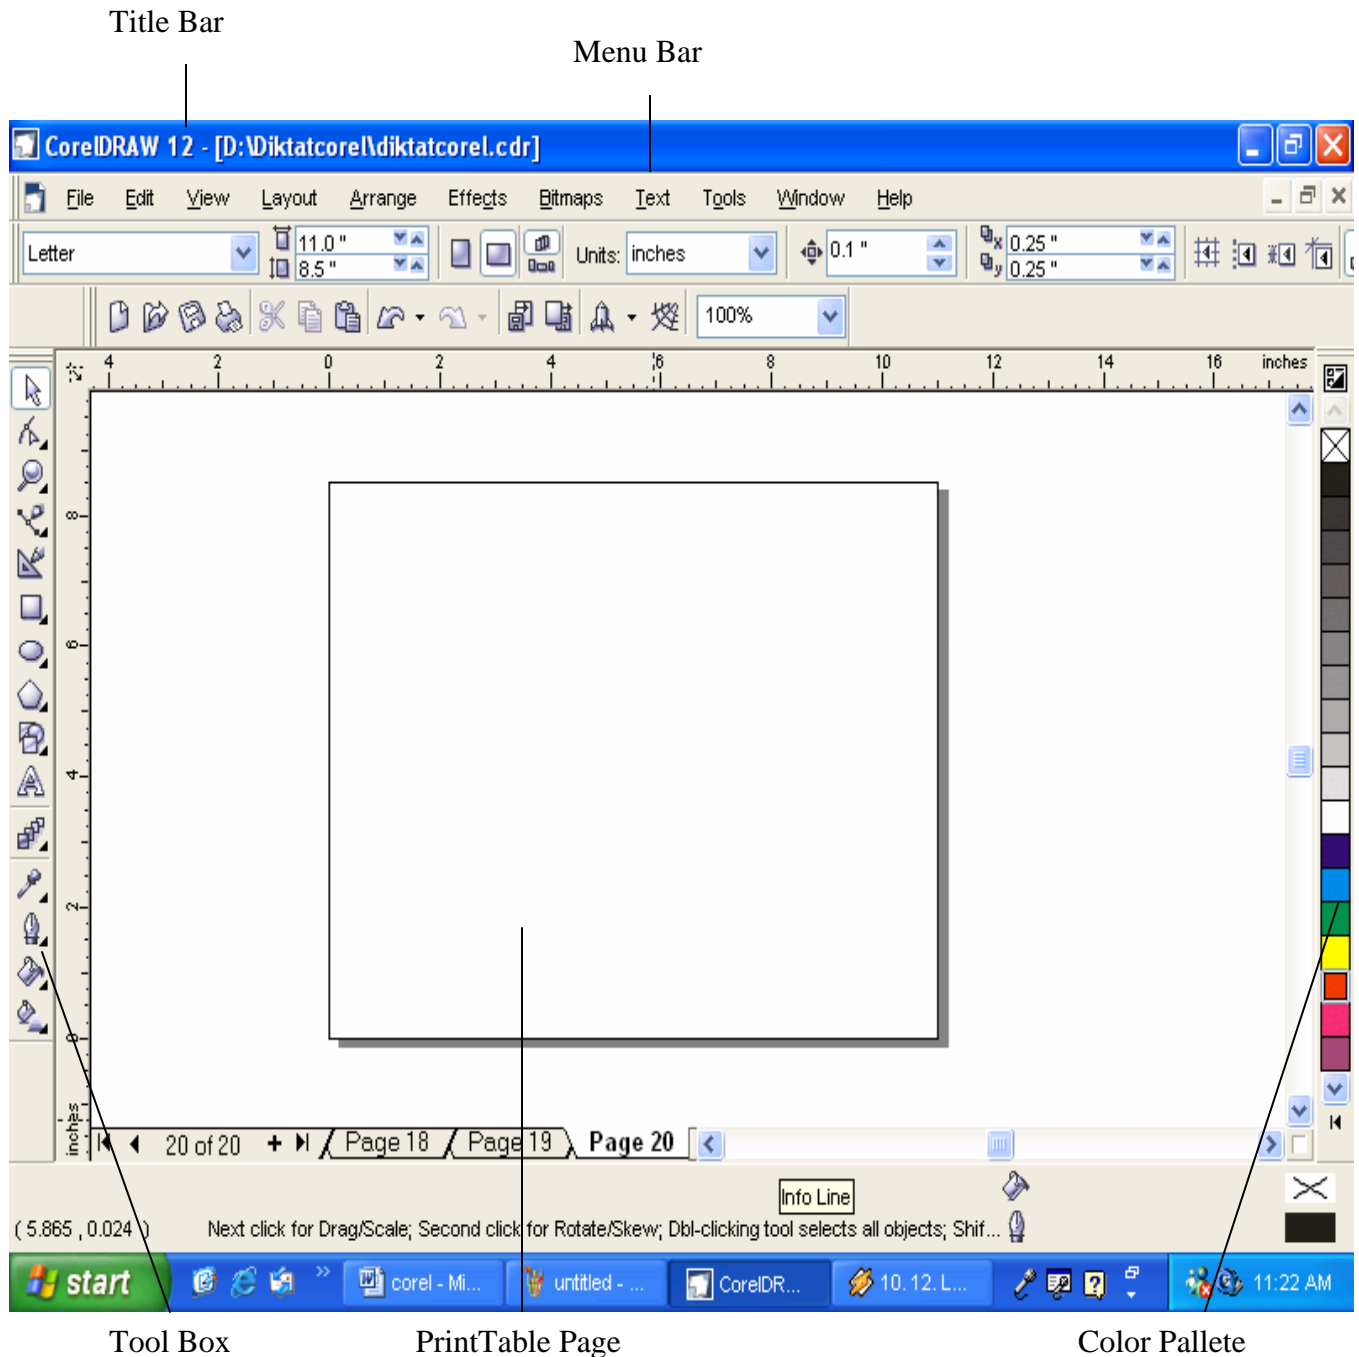 Title Bar
Menu Bar
CorelDRAW 12 - [D:\Diktatcorel\diktatcorel.cdr]
File Edit View Layout Arrange Effects Bitmaps Text Tools Window Help
Letter 11.0 " Units: inches 0.1 " x 0.25 "
8.5 " y 0.25 "
100%
4 2 0 2 4 6 8 10 12 14 16 inches
8
6
4
2
0
inches
20 of 20 Page 18 Page 19 Page 20
Info Line
( 5.865 , 0.024 ) Next click for Drag/Scale; Second click for Rotate/Skew; Dbl-clicking tool selects all objects; Shif...
start corel - Mi... untitled - ... CorelDR... 10. 12. L... 11:22 AM
Tool Box PrintTable Page Color Pallete